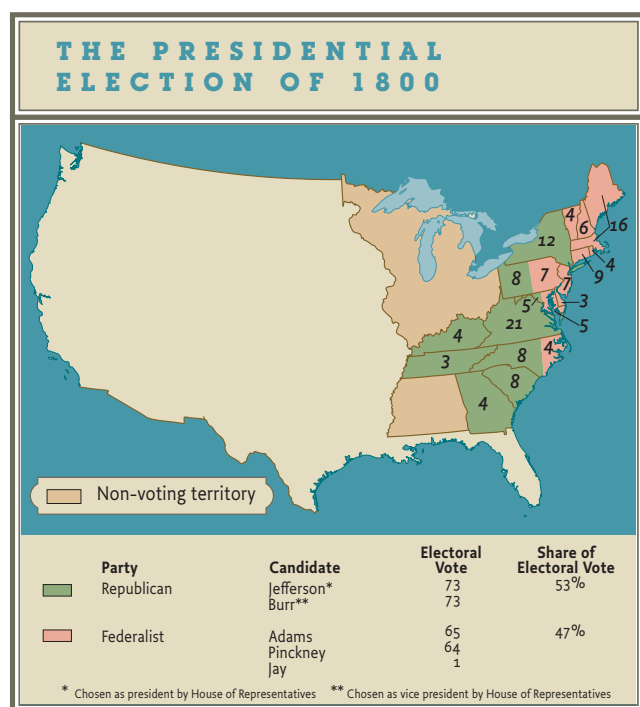 THE PRESIDENTIAL
ELECTION OF 1800
4
6
16
12
4
9
8
7
7
5
3
5
21
4
3
8
4
8
4
Non-voting territory
Party Candidate Electoral Vote Share of Electoral Vote
Republican Jefferson* 73 53%
Burr** 73
Federalist Adams 65 47%
Pinckney 64
Jay 1
* Chosen as president by House of Representatives ** Chosen as vice president by House of Representatives